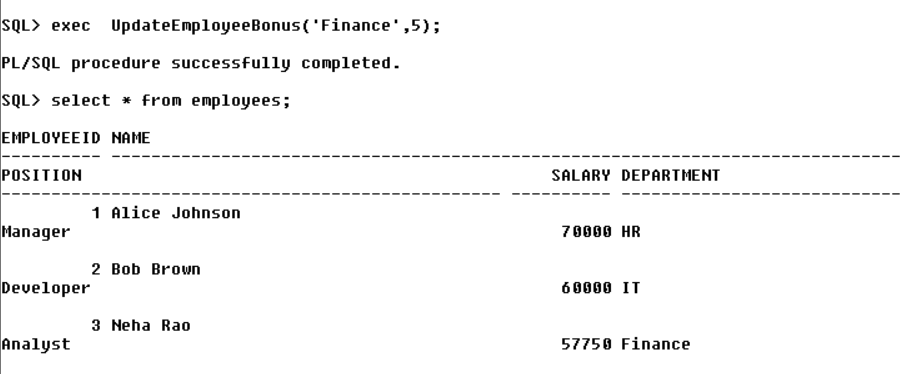 SQL> exec  UpdateEmployeeBonus('Finance',5);
PL/SQL procedure successfully completed.
SQL> select * from employees;
EMPLOYEEID NAME
---------- -------------------------------------------------------------------------------
POSITION                                               SALARY DEPARTMENT
-------------------------------------------------- ---------- ----------------------------
         1 Alice Johnson
Manager                                                 70000 HR
         2 Bob Brown
Developer                                               60000 IT
         3 Neha Rao
Analyst                                                 57750 Finance